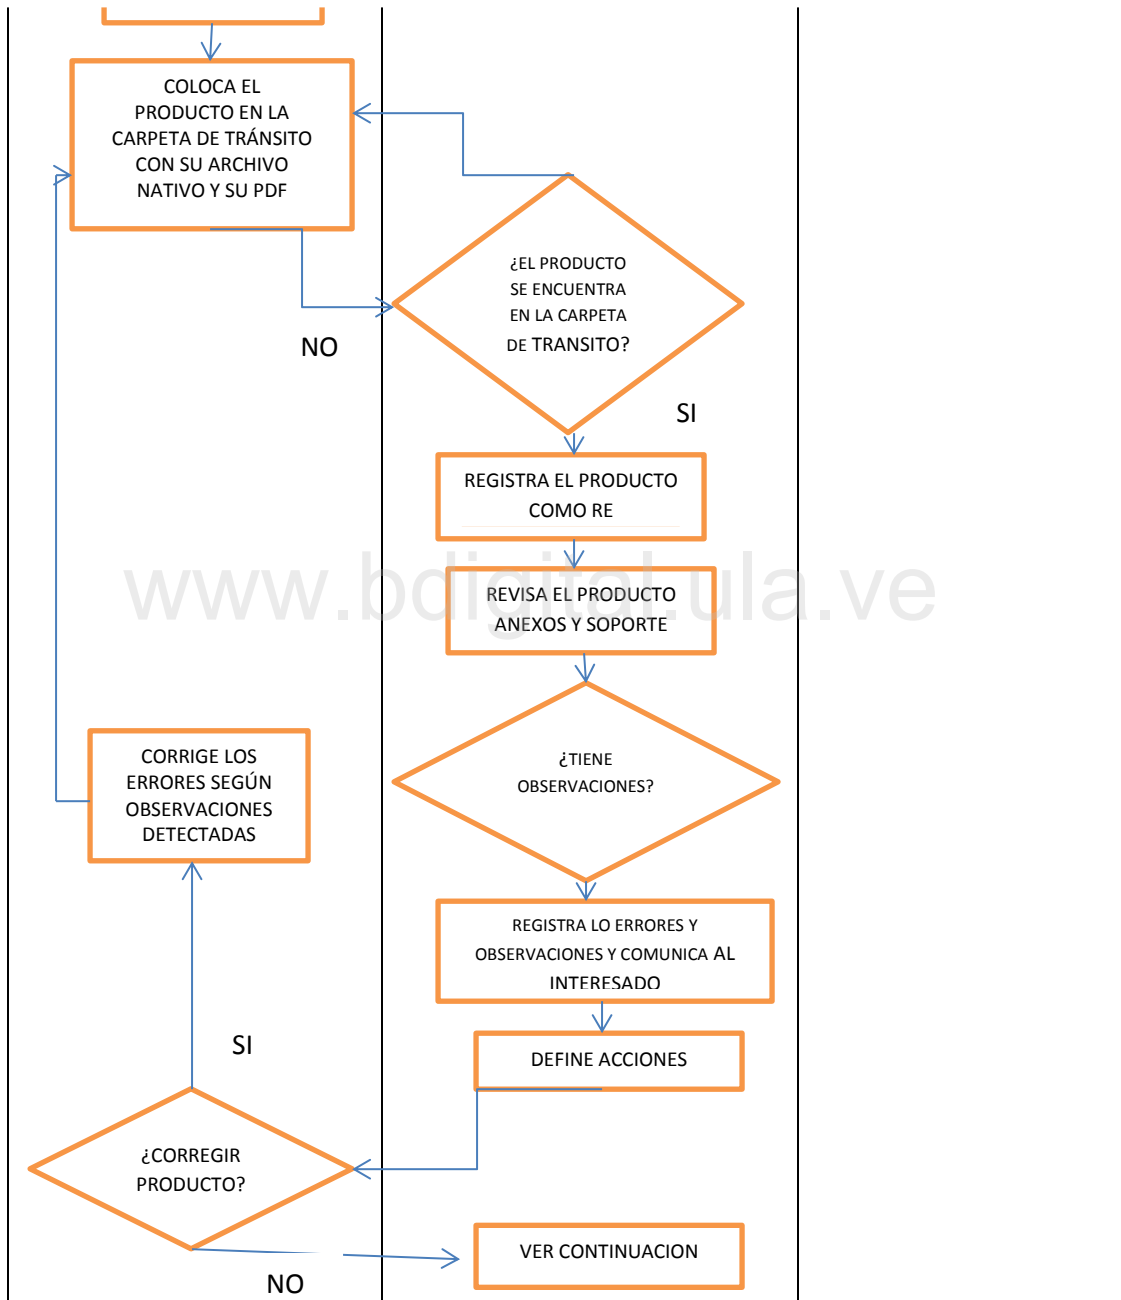 COLOCA EL
PRODUCTO EN LA
CARPETA DE TRÁNSITO
CON SU ARCHIVO
NATIVO Y SU PDF
¿EL PRODUCTO
SE ENCUENTRA
EN LA CARPETA
DE TRANSITO?
NO
SI
REGISTRA EL PRODUCTO
COMO RE
www.bdigital.ula.ve
REVISA EL PRODUCTO
ANEXOS Y SOPORTE
¿TIENE
OBSERVACIONES?
CORRIGE LOS
ERRORES SEGÚN
OBSERVACIONES
DETECTADAS
REGISTRA LO ERRORES Y
OBSERVACIONES Y COMUNICA AL
INTERESADO
SI
DEFINE ACCIONES
¿CORREGIR
PRODUCTO?
VER CONTINUACION
NO